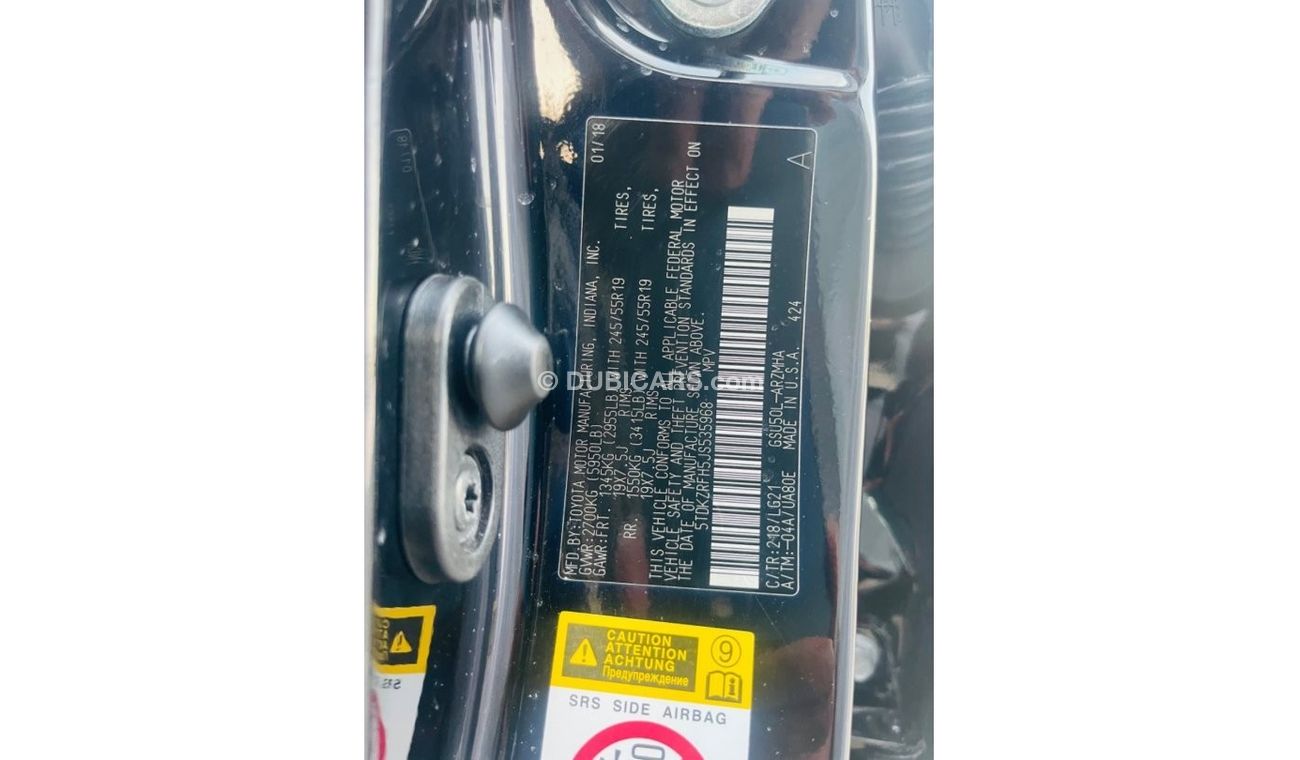 MFD.BY:TOYOTA MOTOR MANUFACTURING, INDIANA, INC. 01/18
GVWR:2700KG (5950LB)
GAWR:FRT. 1345KG (2955LB) WITH 245/55R19 TIRES,
19X7.5J RIMS
RR. 1550KG (3415LB) WITH 245/55R19 TIRES,
19X7.5J RIMS
THIS VEHICLE CONFORMS TO ALL APPLICABLE FEDERAL MOTOR
VEHICLE SAFETY AND THEFT PREVENTION STANDARDS IN EFFECT ON
THE DATE OF MANUFACTURE SHOWN ABOVE.
5TDKZRFH5JS535968 MPV
C/TR:218/LG21 GSU50L-ARZMHA
A/TM:-04A/UA80E MADE IN U.S.A. 424
A
© DUBICARS.com
CAUTION
ATTENTION
ACHTUNG
Предупреждение
9
SRS SIDE AIRBAG